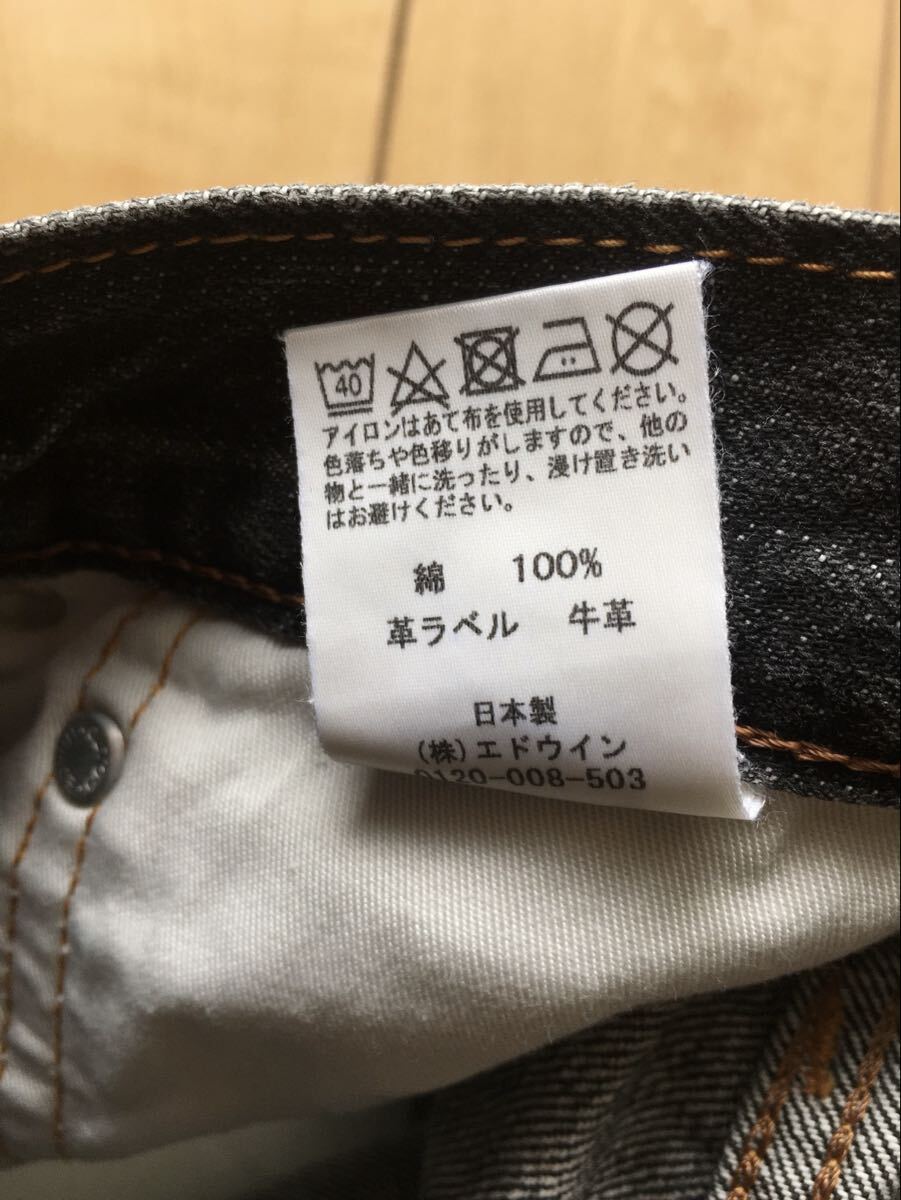 40
アイロンはあて布を使用してください。
色落ちや色移りがしますので、他の
物と一緒に洗ったり、浸け置き洗い
はお避けください。
綿 100%
革ラベル 牛革
日本製
(株)エドウイン
0120-008-503